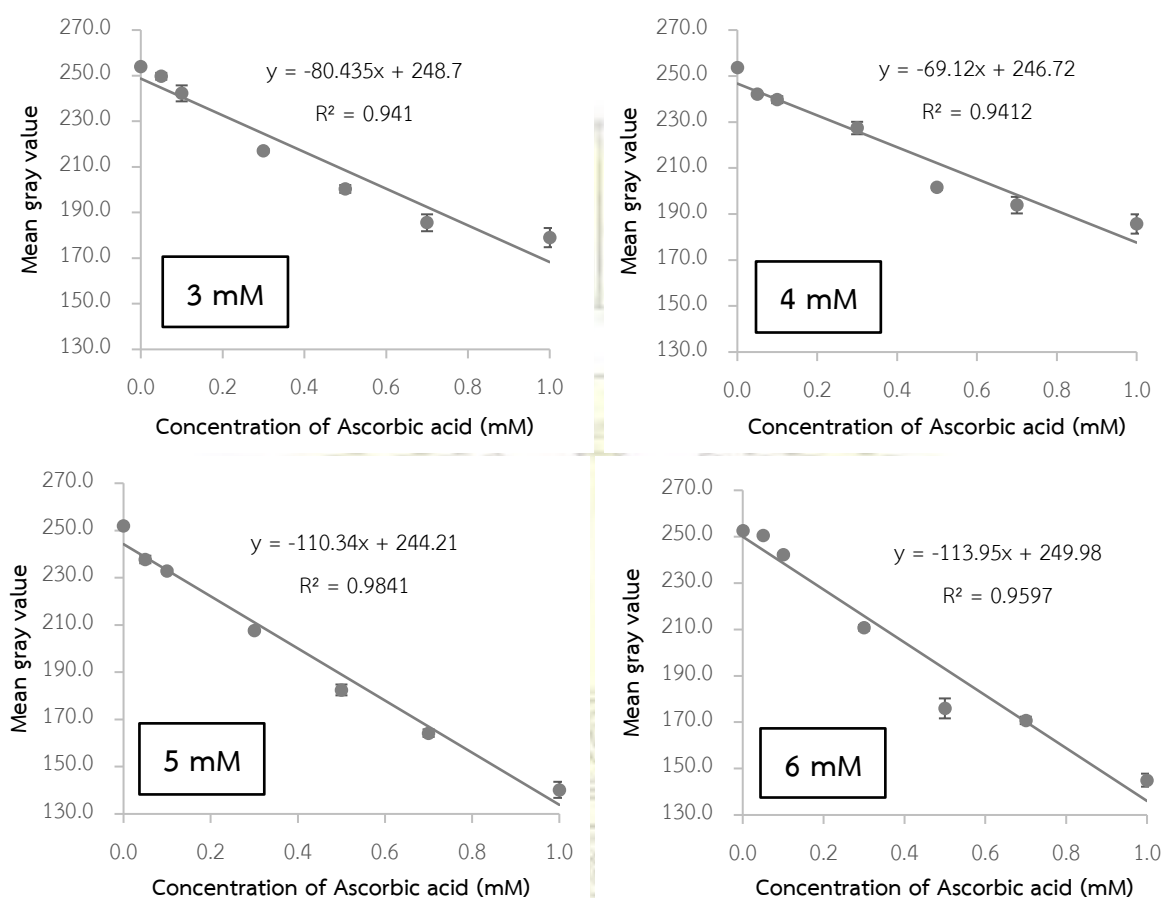 270.0
250.0
230.0
210.0
190.0
170.0
150.0
130.0
Mean gray value
y = -80.435x + 248.7
R² = 0.941
3 mM
0.0 0.2 0.4 0.6 0.8 1.0
Concentration of Ascorbic acid (mM)
270.0
250.0
230.0
210.0
190.0
170.0
150.0
130.0
Mean gray value
y = -69.12x + 246.72
R² = 0.9412
4 mM
0.0 0.2 0.4 0.6 0.8 1.0
Concentration of Ascorbic acid (mM)
270.0
250.0
230.0
210.0
190.0
170.0
150.0
130.0
Mean gray value
y = -110.34x + 244.21
R² = 0.9841
5 mM
0.0 0.2 0.4 0.6 0.8 1.0
Concentration of Ascorbic acid (mM)
270.0
250.0
230.0
210.0
190.0
170.0
150.0
130.0
Mean gray value
y = -113.95x + 249.98
R² = 0.9597
6 mM
0.0 0.2 0.4 0.6 0.8 1.0
Concentration of Ascorbic acid (mM)